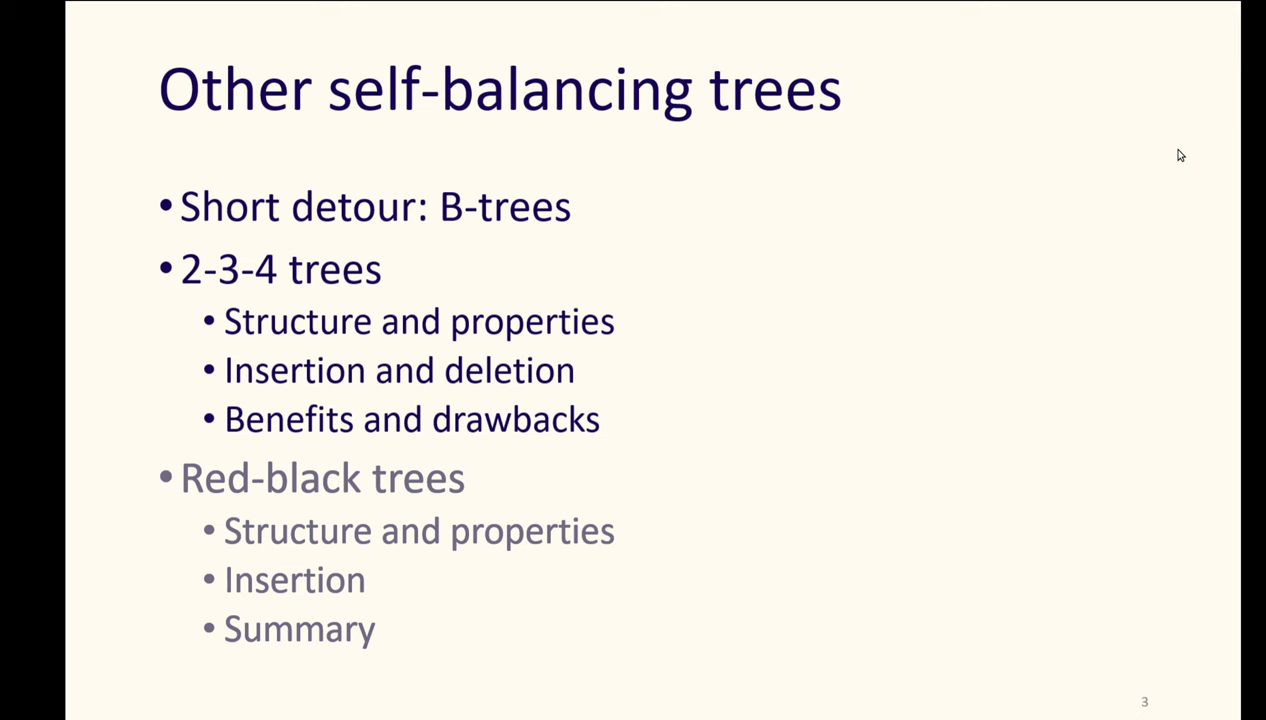 Other self-balancing trees
• Short detour: B-trees
• 2-3-4 trees
• Structure and properties
• Insertion and deletion
• Benefits and drawbacks
• Red-black trees
• Structure and properties
• Insertion
• Summary
3